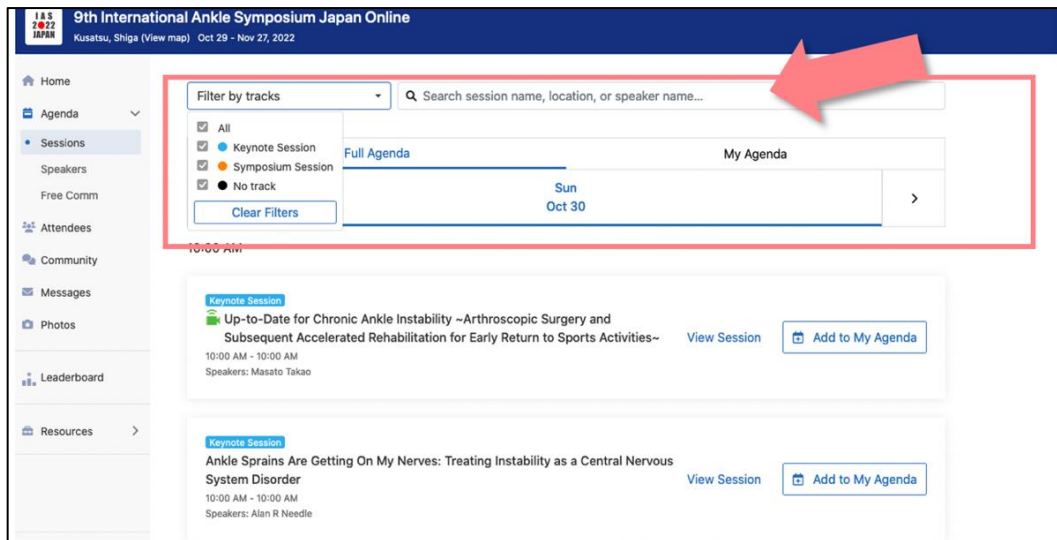 IAS
2022
JAPAN
9th International Ankle Symposium Japan Online
Kusatsu, Shiga (View map) Oct 29 - Nov 27, 2022
Home
Agenda
Sessions
Speakers
Free Comm
Attendees
Community
Messages
Photos
Leaderboard
Resources
Filter by tracks
Search session name, location, or speaker name...
All
Keynote Session
Symposium Session
No track
Clear Filters
Full Agenda
My Agenda
Sun
Oct 30
10:00 AM
Keynote Session
Up-to-Date for Chronic Ankle Instability ~Arthroscopic Surgery and
Subsequent Accelerated Rehabilitation for Early Return to Sports Activities~
10:00 AM - 10:00 AM
Speakers: Masato Takao
View Session
Add to My Agenda
Keynote Session
Ankle Sprains Are Getting On My Nerves: Treating Instability as a Central Nervous
System Disorder
10:00 AM - 10:00 AM
Speakers: Alan R Needle
View Session
Add to My Agenda